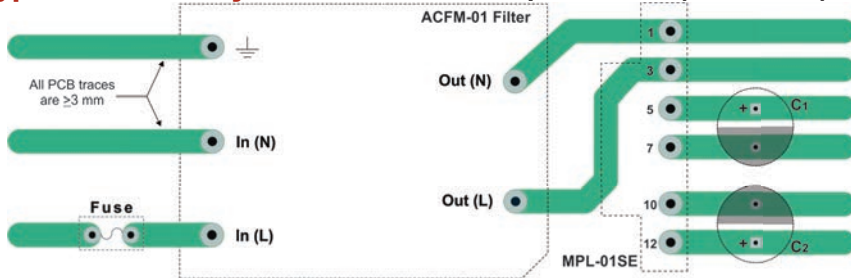 ACFM-01 Filter
1
Out (N)
3
All PCB traces
are ≥3 mm
5
+
C1
In (N)
7
Fuse
Out (L)
10
In (L)
12
+
C2
MPL-01SE